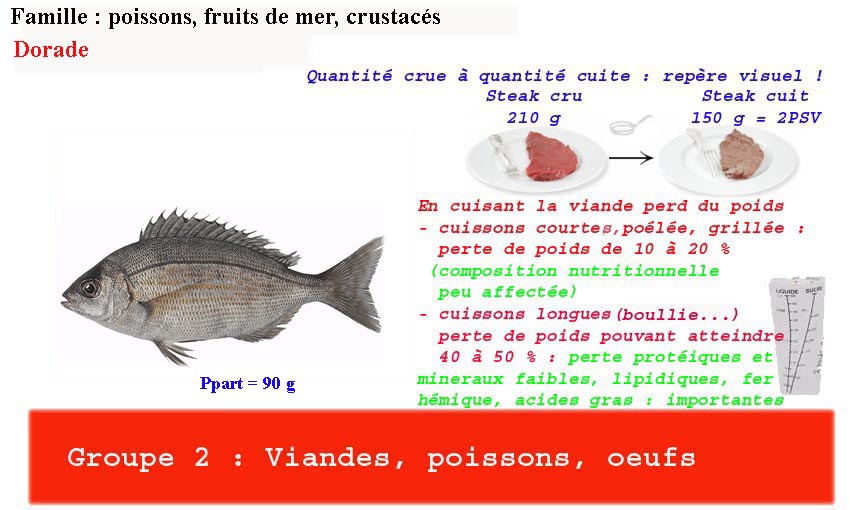 Famille : poissons, fruits de mer, crustacés
Dorade
Quantité crue à quantité cuite : repère visuel !
Steak cru
Steak cuit
210 g
150 g = 2PSV
En cuisant la viande perd du poids
- cuissons courtes,poélée, grillée :
perte de poids de 10 à 20 %
(composition nutritionnelle
peu affectée)
- cuissons longues(boullie...)
perte de poids pouvant atteindre
40 à 50 % : perte protéiques et
mineraux faibles, lipidiques, fer
hémique, acides gras : importantes
LIQUIDE SUCRE
Ppart = 90 g
Groupe 2 : Viandes, poissons, oeufs